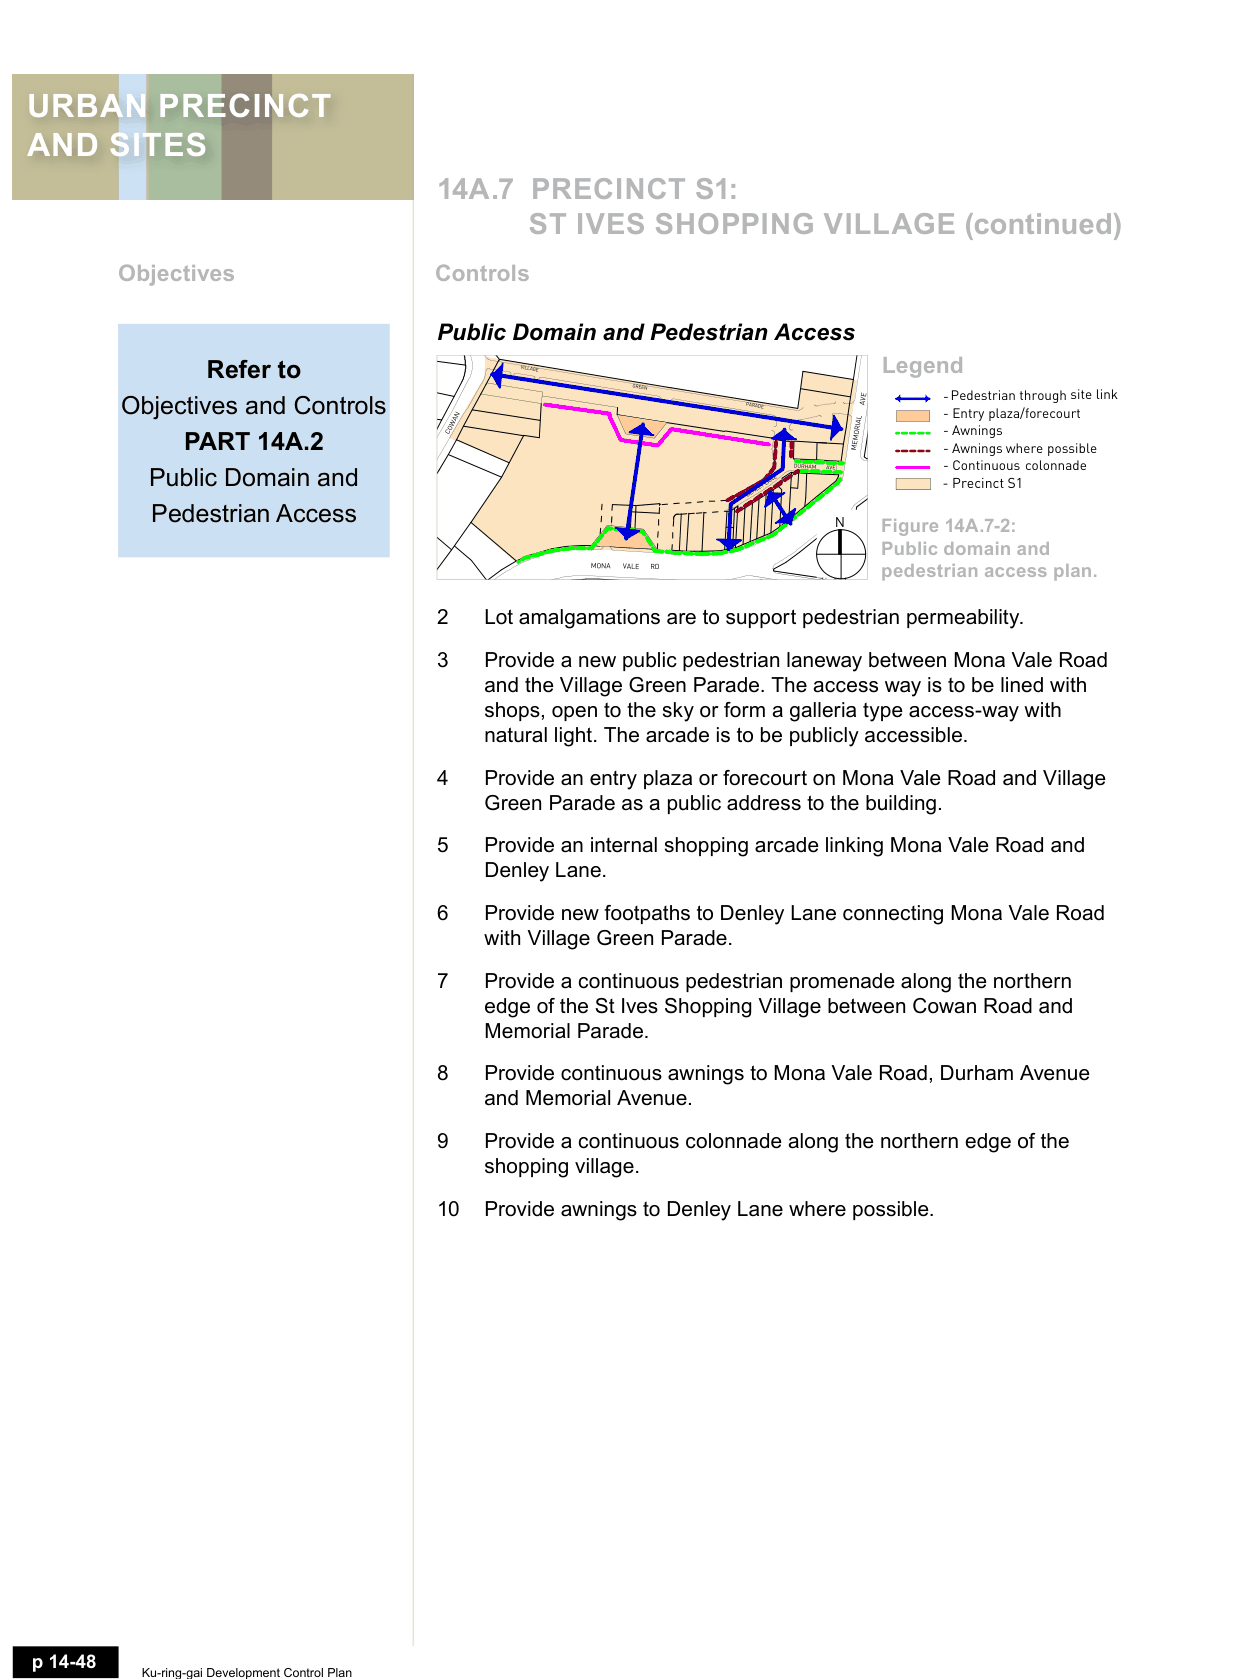 URBAN PRECINCT
AND SITES
14A.7 PRECINCT S1:
ST IVES SHOPPING VILLAGE (continued)
Objectives
Controls
Refer to
Objectives and Controls
PART 14A.2
Public Domain and
Pedestrian Access
Public Domain and Pedestrian Access
VILLAGE GREEN PARADE
COWAN
MEMORIAL AVE
DURHAM AVE
MONA VALE RD
N
Legend
- Pedestrian through site link
- Entry plaza/forecourt
- Awnings
- Awnings where possible
- Continuous colonnade
- Precinct S1
Figure 14A.7-2:
Public domain and
pedestrian access plan.
2 Lot amalgamations are to support pedestrian permeability.
3 Provide a new public pedestrian laneway between Mona Vale Road
and the Village Green Parade. The access way is to be lined with
shops, open to the sky or form a galleria type access-way with
natural light. The arcade is to be publicly accessible.
4 Provide an entry plaza or forecourt on Mona Vale Road and Village
Green Parade as a public address to the building.
5 Provide an internal shopping arcade linking Mona Vale Road and
Denley Lane.
6 Provide new footpaths to Denley Lane connecting Mona Vale Road
with Village Green Parade.
7 Provide a continuous pedestrian promenade along the northern
edge of the St Ives Shopping Village between Cowan Road and
Memorial Parade.
8 Provide continuous awnings to Mona Vale Road, Durham Avenue
and Memorial Avenue.
9 Provide a continuous colonnade along the northern edge of the
shopping village.
10 Provide awnings to Denley Lane where possible.
p 14-48
Ku-ring-gai Development Control Plan